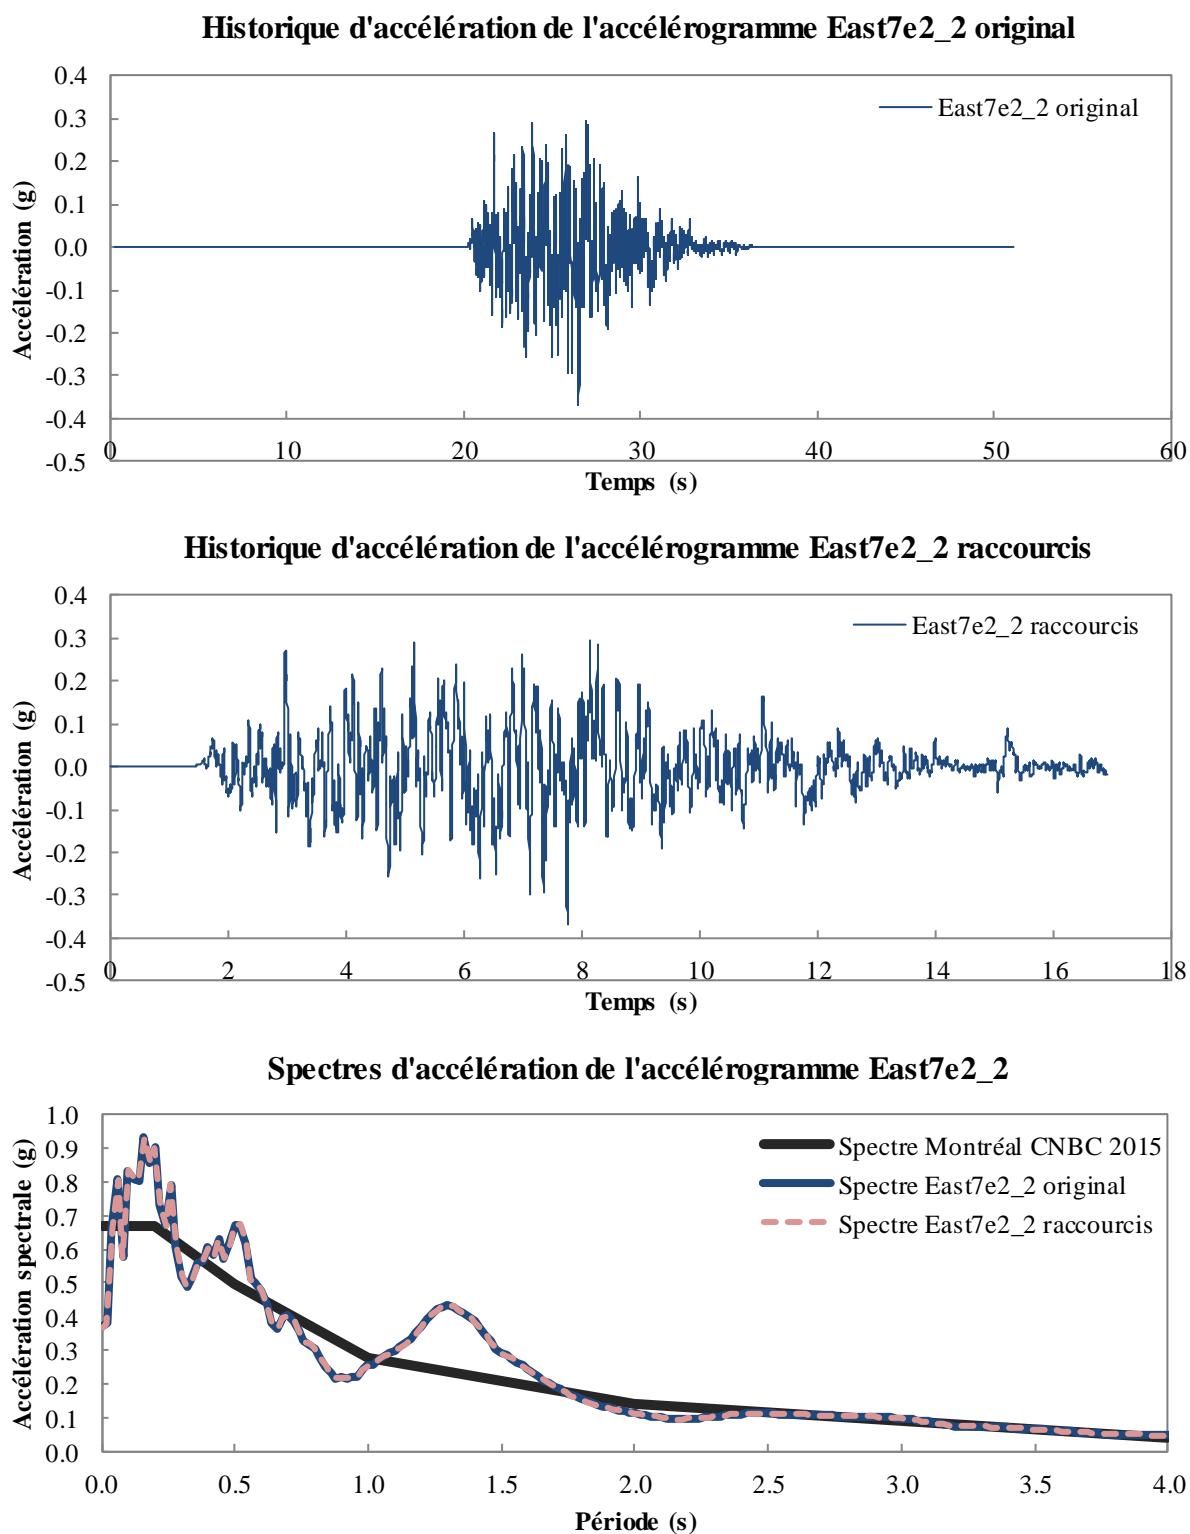 Historique d'accélération de l'accélérogramme East7e2_2 original
0.4
0.3
0.2
0.1
0.0
-0.1
-0.2
-0.3
-0.4
-0.5
Accélération (g)
East7e2_2 original
0 10 20 30 40 50 60
Temps (s)
Historique d'accélération de l'accélérogramme East7e2_2 raccourcis
0.4
0.3
0.2
0.1
0.0
-0.1
-0.2
-0.3
-0.4
-0.5
Accélération (g)
East7e2_2 raccourcis
0 2 4 6 8 10 12 14 16 18
Temps (s)
Spectres d'accélération de l'accélérogramme East7e2_2
1.0
0.9
0.8
0.7
0.6
0.5
0.4
0.3
0.2
0.1
0.0
Accélération spectrale (g)
Spectre Montréal CNBC 2015
Spectre East7e2_2 original
Spectre East7e2_2 raccourcis
0.0 0.5 1.0 1.5 2.0 2.5 3.0 3.5 4.0
Période (s)